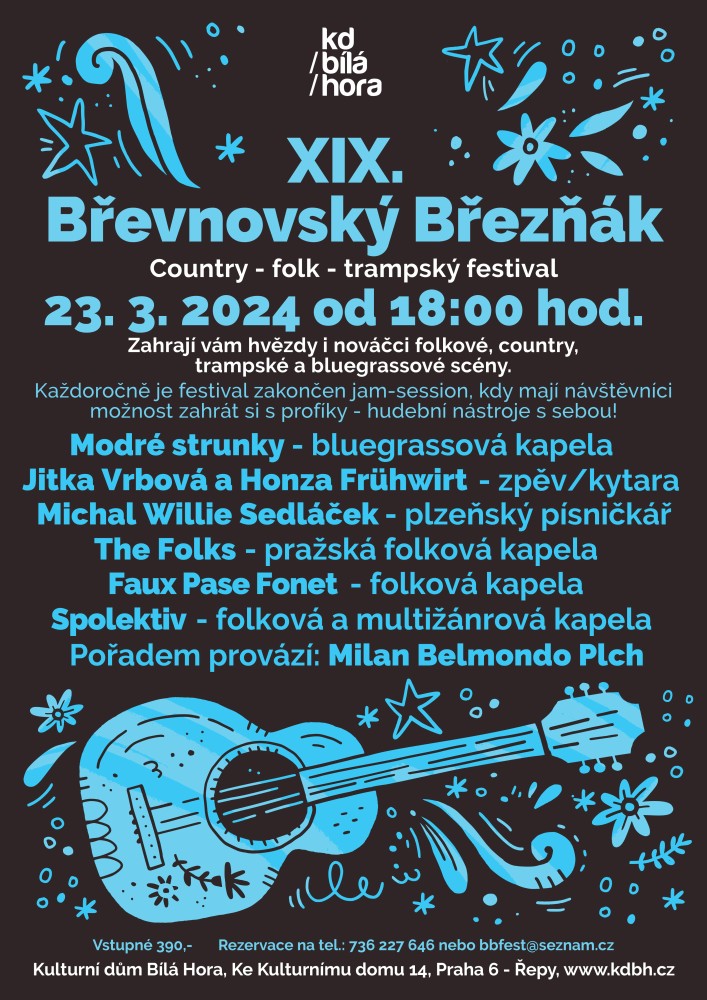 kd
/bílá
/hora
XIX.
Břevnovský Březňák
Country - folk - trampský festival
23. 3. 2024 od 18:00 hod.
Zahrají vám hvězdy i nováčci folkové, country,
trampské a bluegrassové scény.
Každoročně je festival zakončen jam-session, kdy mají návštěvníci
možnost zahrát si s profíky - hudební nástroje s sebou!
Modré strunky - bluegrassová kapela
Jitka Vrbová a Honza Frühwirt - zpěv/kytara
Michal Willie Sedláček - plzeňský písničkář
The Folks - pražská folková kapela
Faux Pase Fonet - folková kapela
Spolektiv - folková a multižánrová kapela
Pořadem provází: Milan Belmondo Plch
Vstupné 390,- Rezervace na tel.: 736 227 646 nebo bbfest@seznam.cz
Kulturní dům Bílá Hora, Ke Kulturnímu domu 14, Praha 6 - Řepy, www.kdbh.cz